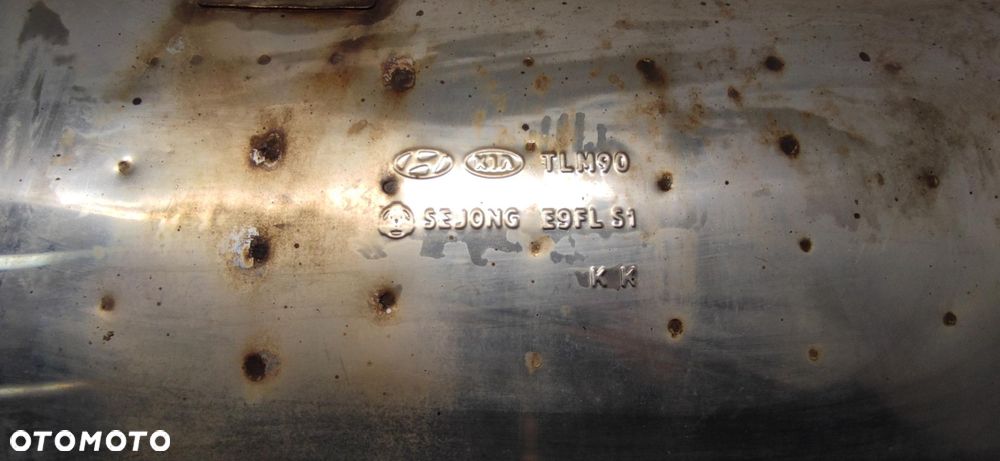 KIA TLM90
SEJONG E9FL S1
K K
OTOMOTO